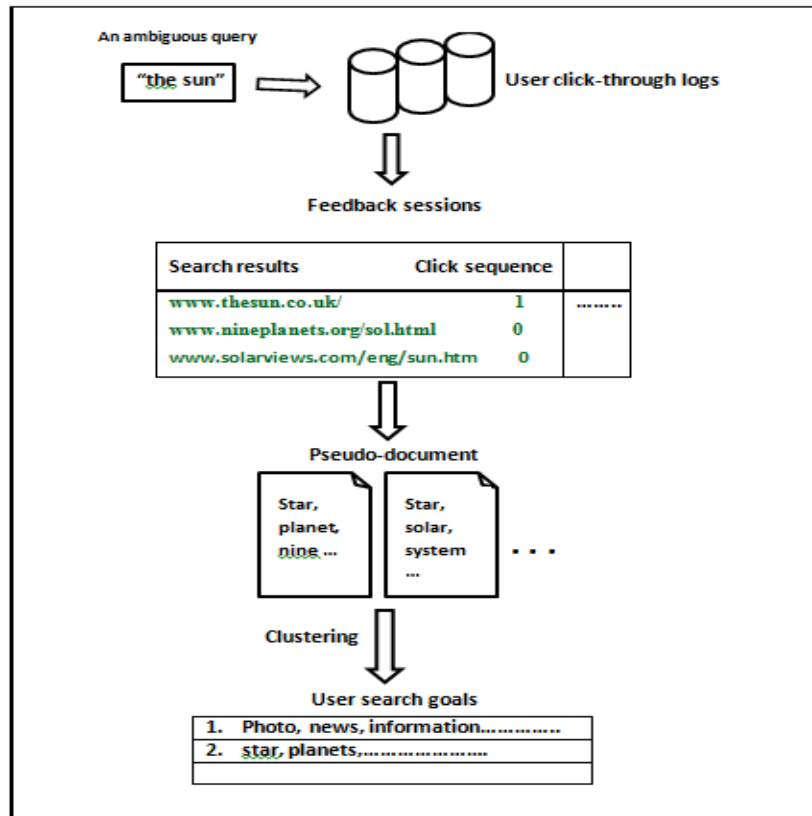 An ambiguous query
“the sun”
User click-through logs
Feedback sessions
Search results Click sequence
www.thesun.co.uk/ 1 ........
www.nineplanets.org/sol.html 0
www.solarviews.com/eng/sun.htm 0
Pseudo-document
Star,
planet,
nine ...
Star,
solar,
system
...
. . .
Clustering
User search goals
1. Photo, news, information..............
2. star, planets,......................